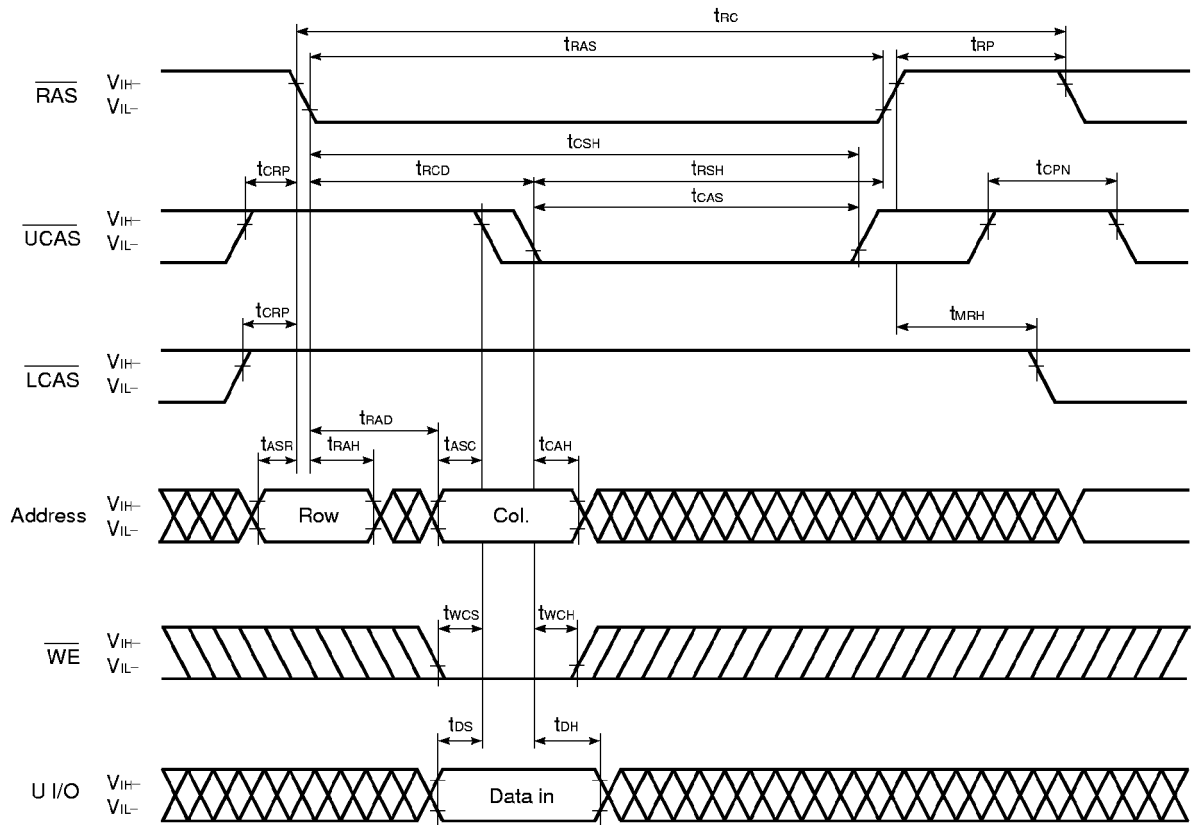 tRC
tRAS
tRP
RAS
VIH–
VIL–
tCSH
tCRP
tRCD
tRSH
tCPN
tCAS
UCAS
VIH–
VIL–
tCRP
tMRH
LCAS
VIH–
VIL–
tRAD
tASR
tRAH
tASC
tCAH
Address
VIH–
VIL–
Row
Col.
tWCS
tWCH
WE
VIH–
VIL–
tDS
tDH
U I/O
VIH–
VIL–
Data in